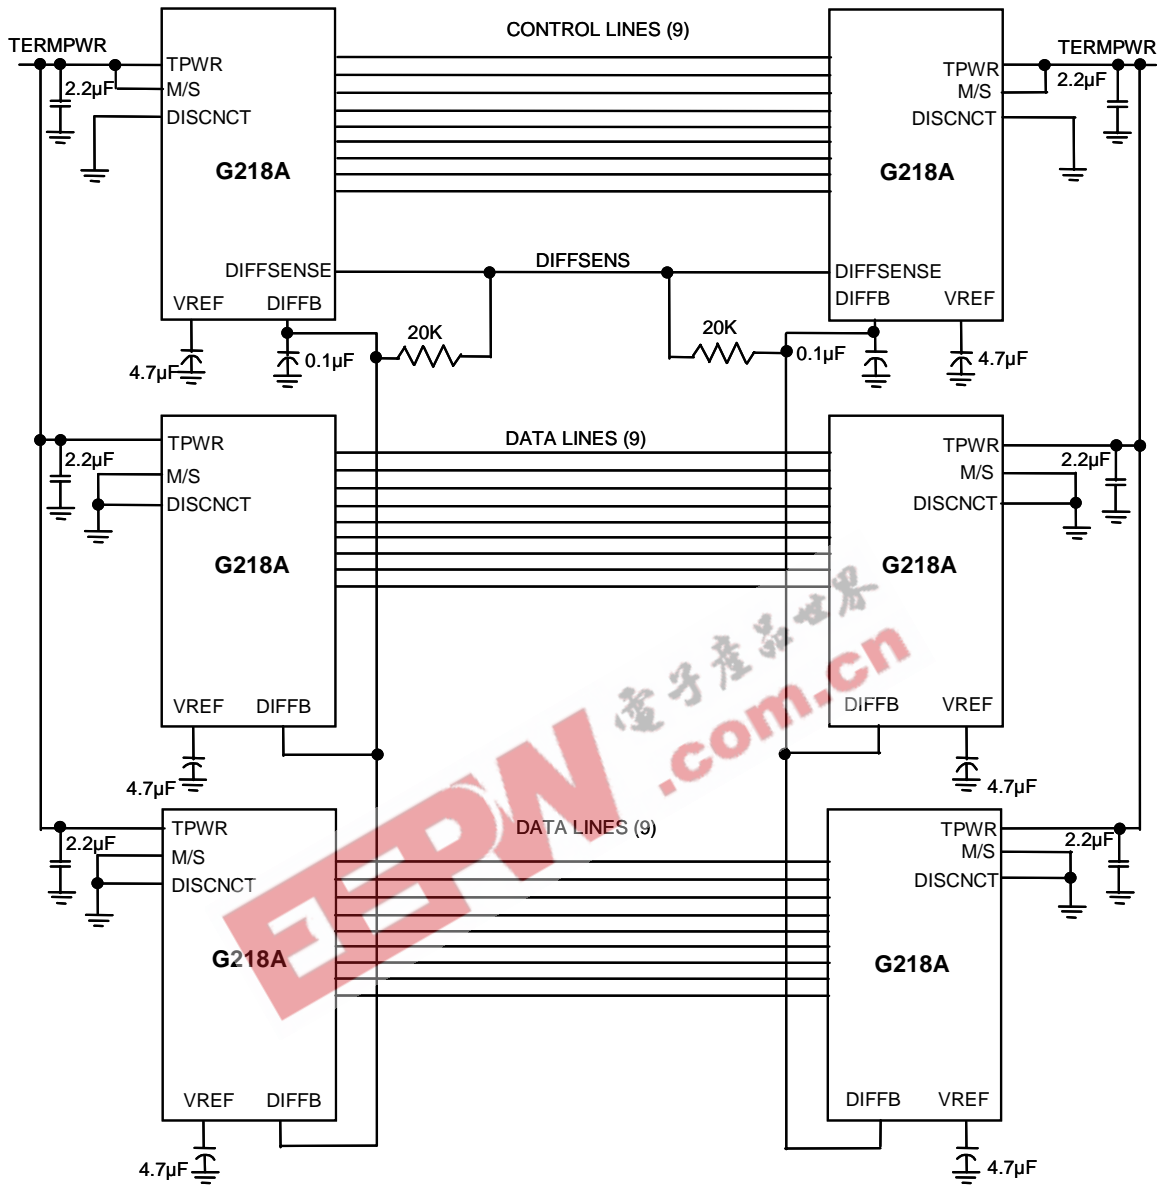 CONTROL LINES (9)
TERMPWR
TERMPWR
TPWR
2.2µF
M/S
DISCNCT
G218A
TPWR
2.2µF
M/S
DISCNCT
G218A
DIFFSENSE
DIFFSENS
DIFFSENSE
VREF
DIFFB
DIFFB
VREF
20K
20K
4.7µF
0.1µF
0.1µF
4.7µF
DATA LINES (9)
TPWR
2.2µF
M/S
DISCNCT
G218A
TPWR
2.2µF
M/S
DISCNCT
G218A
電子產品世界
.com.cn
EEPW
VREF
DIFFB
DIFFB
VREF
4.7µF
4.7µF
DATA LINES (9)
TPWR
2.2µF
M/S
DISCNCT
G218A
TPWR
2.2µF
M/S
DISCNCT
G218A
VREF
DIFFB
DIFFB
VREF
4.7µF
4.7µF